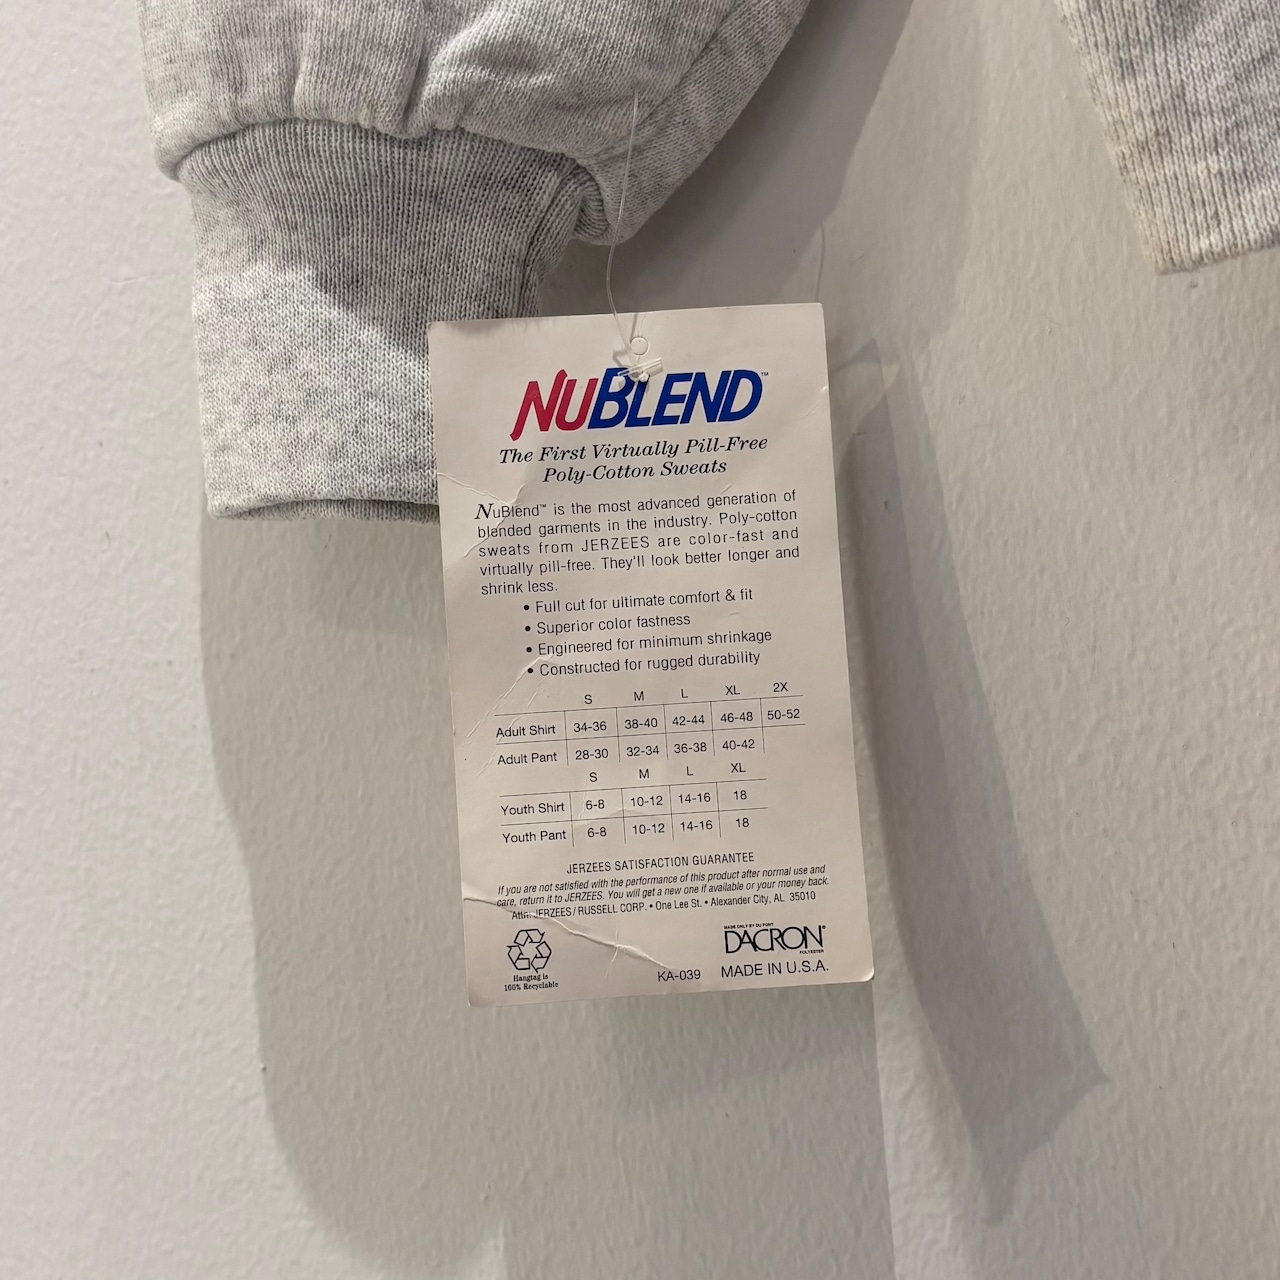 NUBLEND™
The First Virtually Pill-Free
Poly-Cotton Sweats
NuBlend™ is the most advanced generation of
blended garments in the industry. Poly-cotton
sweats from JERZEES are color-fast and
virtually pill-free. They'll look better longer and
shrink less.
• Full cut for ultimate comfort & fit
• Superior color fastness
• Engineered for minimum shrinkage
• Constructed for rugged durability
S M L XL 2X
Adult Shirt 34-36 38-40 42-44 46-48 50-52
Adult Pant 28-30 32-34 36-38 40-42
S M L XL
Youth Shirt 6-8 10-12 14-16 18
Youth Pant 6-8 10-12 14-16 18
JERZEES SATISFACTION GUARANTEE
If you are not satisfied with the performance of this product after normal use and
care, return it to JERZEES. You will get a new one if available or your money back.
Attn: JERZEES/RUSSELL CORP. • One Lee St. • Alexander City, AL 35010
Hangtag is
100% Recyclable
MADE ONLY BY DU PONT
DACRON®
POLYESTER
KA-039 MADE IN U.S.A.